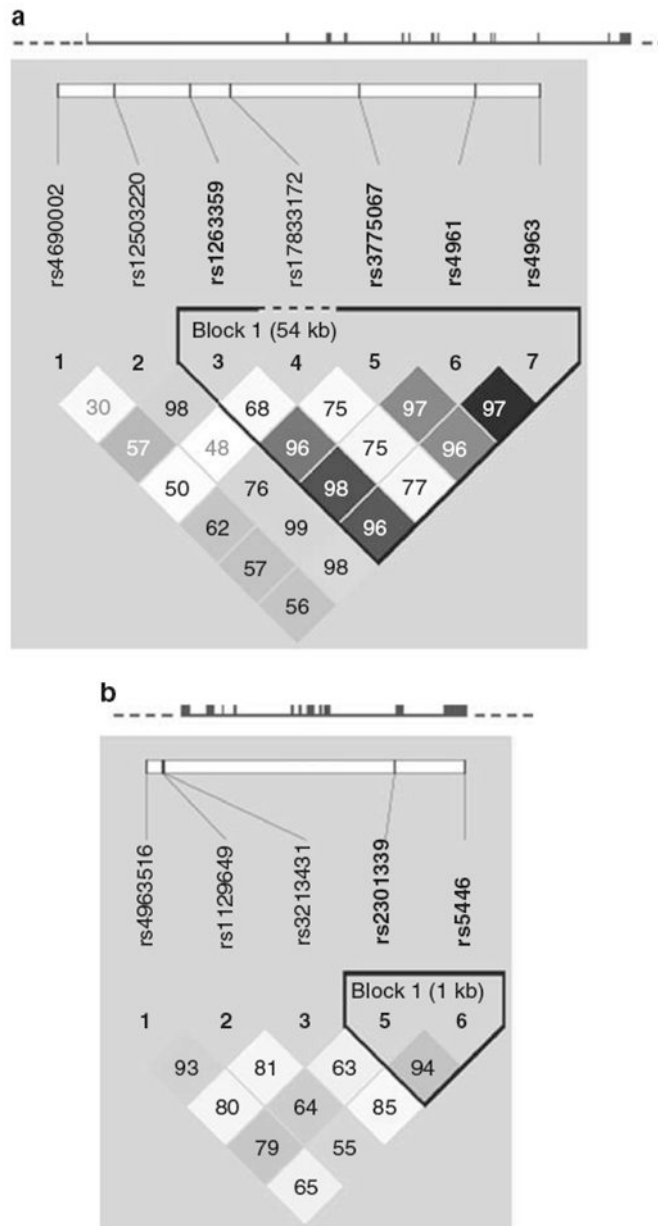 a
rs4690002 rs12503220 rs1263359 rs17833172 rs3775067 rs4961 rs4963
Block 1 (54 kb)
1 2 3 4 5 6 7
30 98 68 75 97 97
57 48 96 75 96
50 76 98 77
62 99 96
57 98
56
b
rs4963516 rs1129649 rs3213431 rs2301339 rs5446
Block 1 (1 kb)
1 2 3 5 6
93 81 63 94
80 64 85
79 55
65